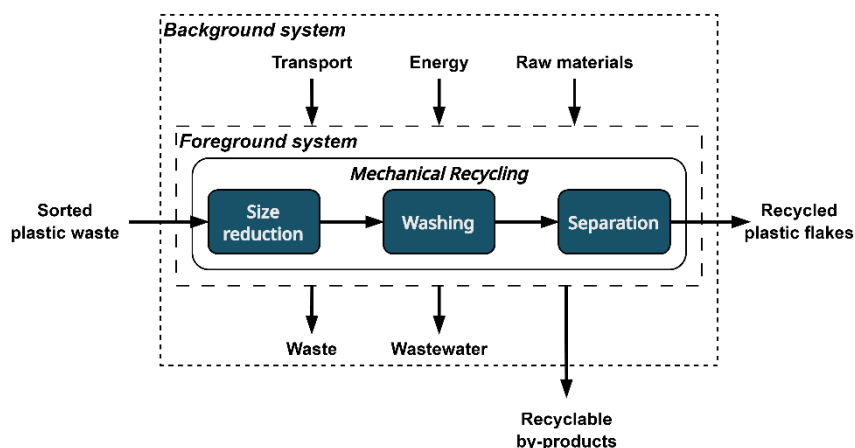 Background system
Transport
Energy
Raw materials
Foreground system
Mechanical Recycling
Sorted
plastic waste
Size
reduction
Washing
Separation
Recycled
plastic flakes
Waste
Wastewater
Recyclable
by-products